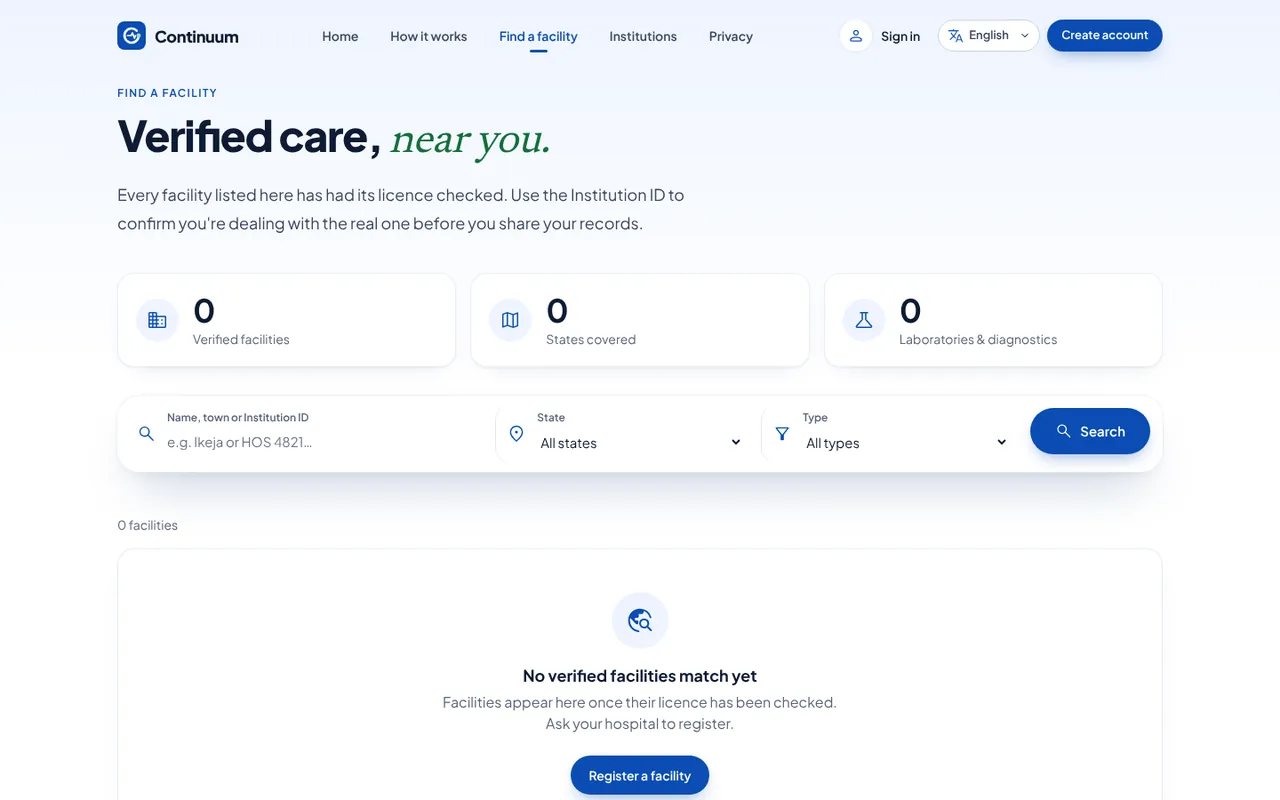 Continuum
Home
How it works
Find a facility
Institutions
Privacy
Sign in
English
Create account
FIND A FACILITY
Verified care, near you.
Every facility listed here has had its licence checked. Use the Institution ID to
confirm you're dealing with the real one before you share your records.
0
Verified facilities
0
States covered
0
Laboratories & diagnostics
Name, town or Institution ID
e.g. Ikeja or HOS 4821...
State
All states
Type
All types
Search
0 facilities
No verified facilities match yet
Facilities appear here once their licence has been checked.
Ask your hospital to register.
Register a facility